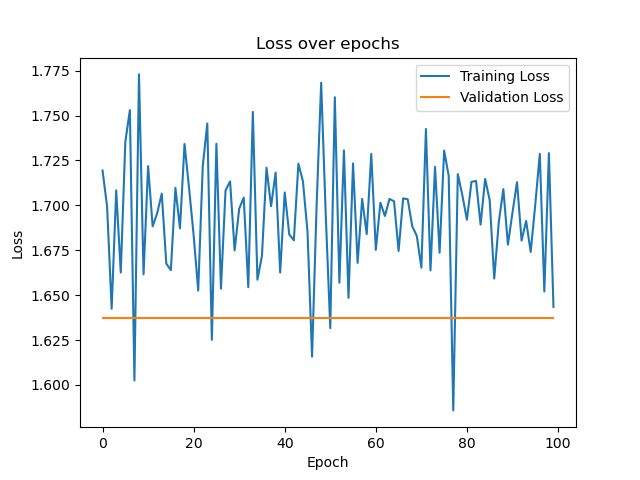 Loss over epochs
Training Loss
Validation Loss
1.775
1.750
1.725
1.700
1.675
1.650
1.625
1.600
Loss
0 20 40 60 80 100
Epoch